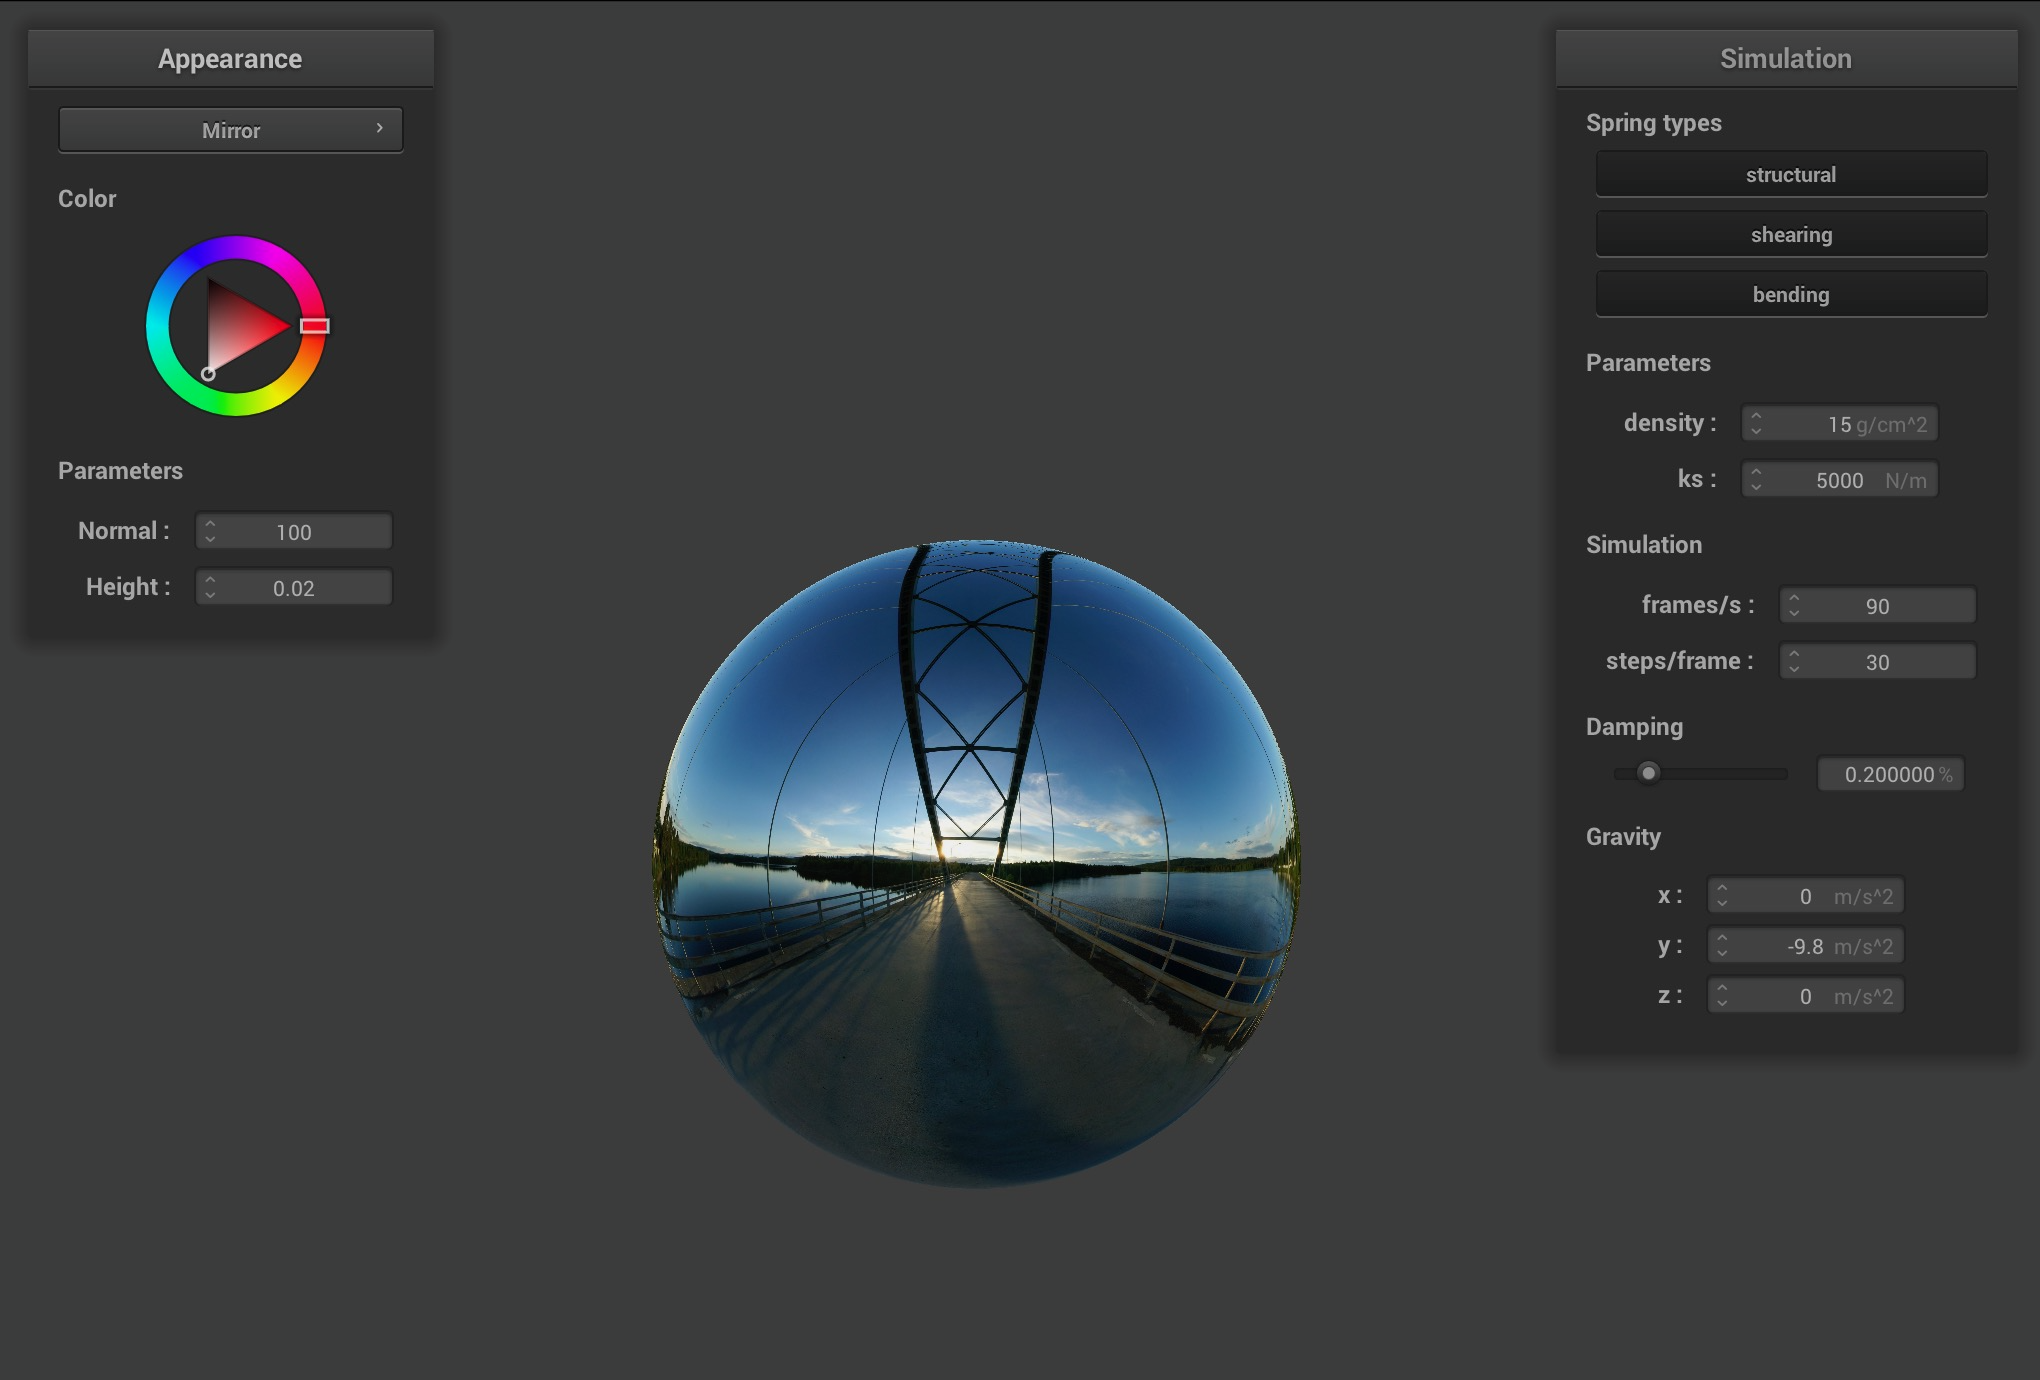 Appearance
Mirror
Color
Parameters
Normal : 100
Height : 0.02
Simulation
Spring types
structural
shearing
bending
Parameters
density : 15 g/cm^2
ks : 5000 N/m
Simulation
frames/s : 90
steps/frame : 30
Damping
0.200000 %
Gravity
x : 0 m/s^2
y : -9.8 m/s^2
z : 0 m/s^2